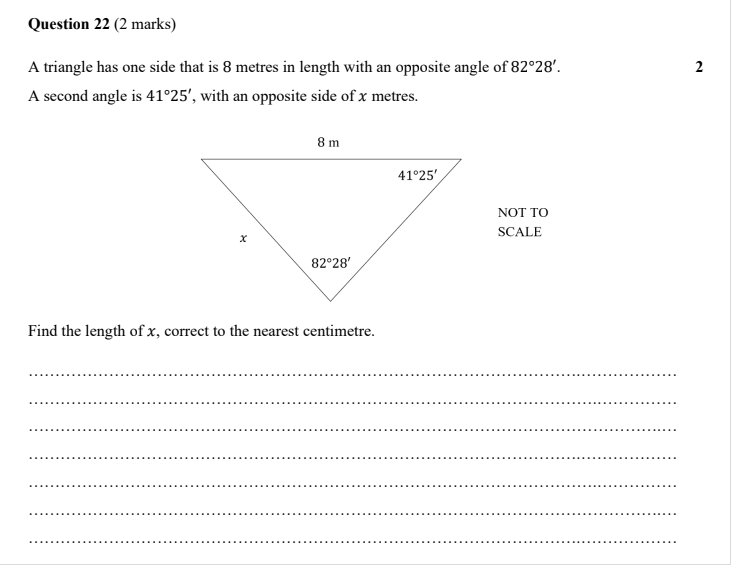 Question 22 (2 marks)
A triangle has one side that is 8 metres in length with an opposite angle of 82°28′. 2
A second angle is 41°25′, with an opposite side of x metres.
8 m
41°25′
NOT TO
SCALE
x
82°28′
Find the length of x, correct to the nearest centimetre.